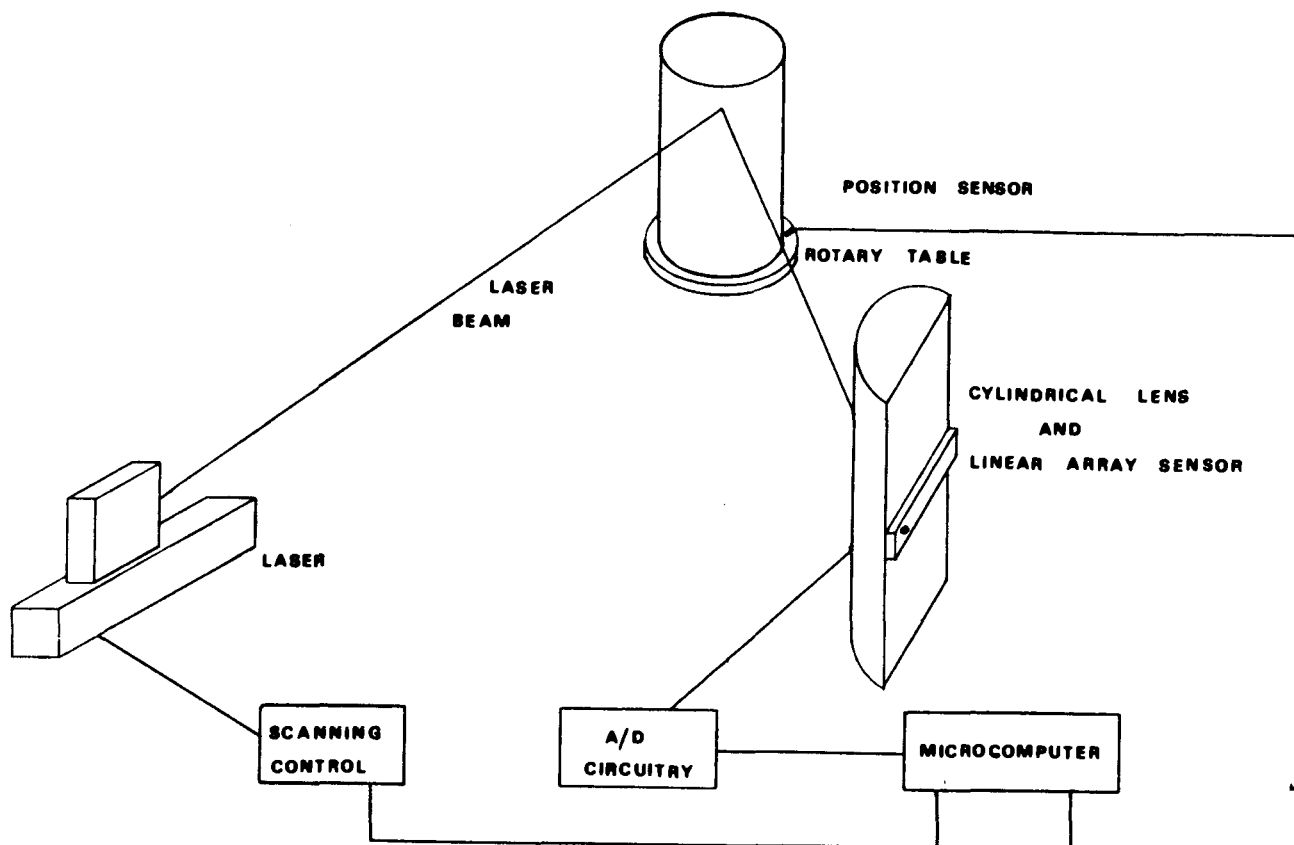 POSITION SENSOR
ROTARY TABLE
LASER
BEAM
CYLINDRICAL LENS
AND
LINEAR ARRAY SENSOR
LASER
SCANNING
CONTROL
A/D
CIRCUITRY
MICROCOMPUTER